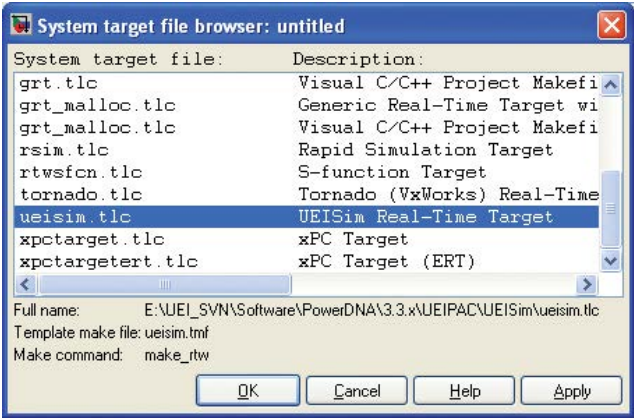 System target file browser: untitled
System target file: Description:
grt.tlc Visual C/C++ Project Makefi
grt_malloc.tlc Generic Real-Time Target wi
grt_malloc.tlc Visual C/C++ Project Makefi
rsim.tlc Rapid Simulation Target
rtwsfcn.tlc S-function Target
tornado.tlc Tornado (VxWorks) Real-Time
ueisim.tlc UEISim Real-Time Target
xpctarget.tlc xPC Target
xpctargetert.tlc xPC Target (ERT)
Full name: E:\UEI_SVN\Software\PowerDNA\3.3.x\UEIPAC\UEISim\ueisim.tlc
Template make file: ueisim.tmf
Make command: make_rtw
OK Cancel Help Apply